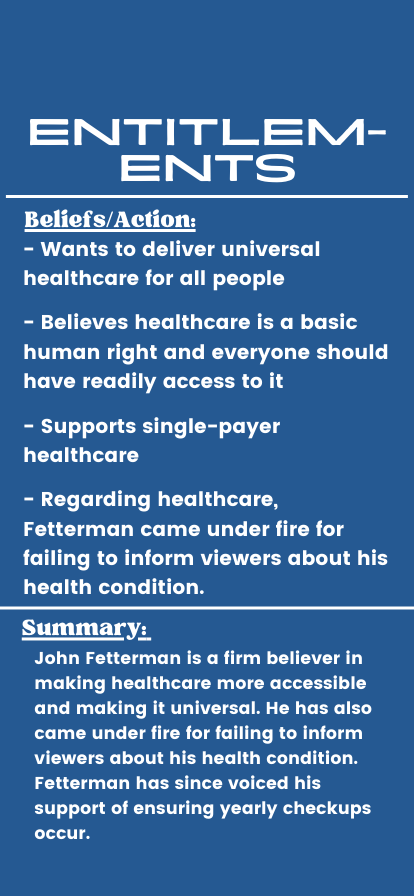 ENTITLEM-
ENTS
Beliefs/Action:
- Wants to deliver universal
healthcare for all people
- Believes healthcare is a basic
human right and everyone should
have readily access to it
- Supports single-payer
healthcare
- Regarding healthcare,
Fetterman came under fire for
failing to inform viewers about his
health condition.
Summary:
John Fetterman is a firm believer in
making healthcare more accessible
and making it universal. He has also
came under fire for failing to inform
viewers about his health condition.
Fetterman has since voiced his
support of ensuring yearly checkups
occur.